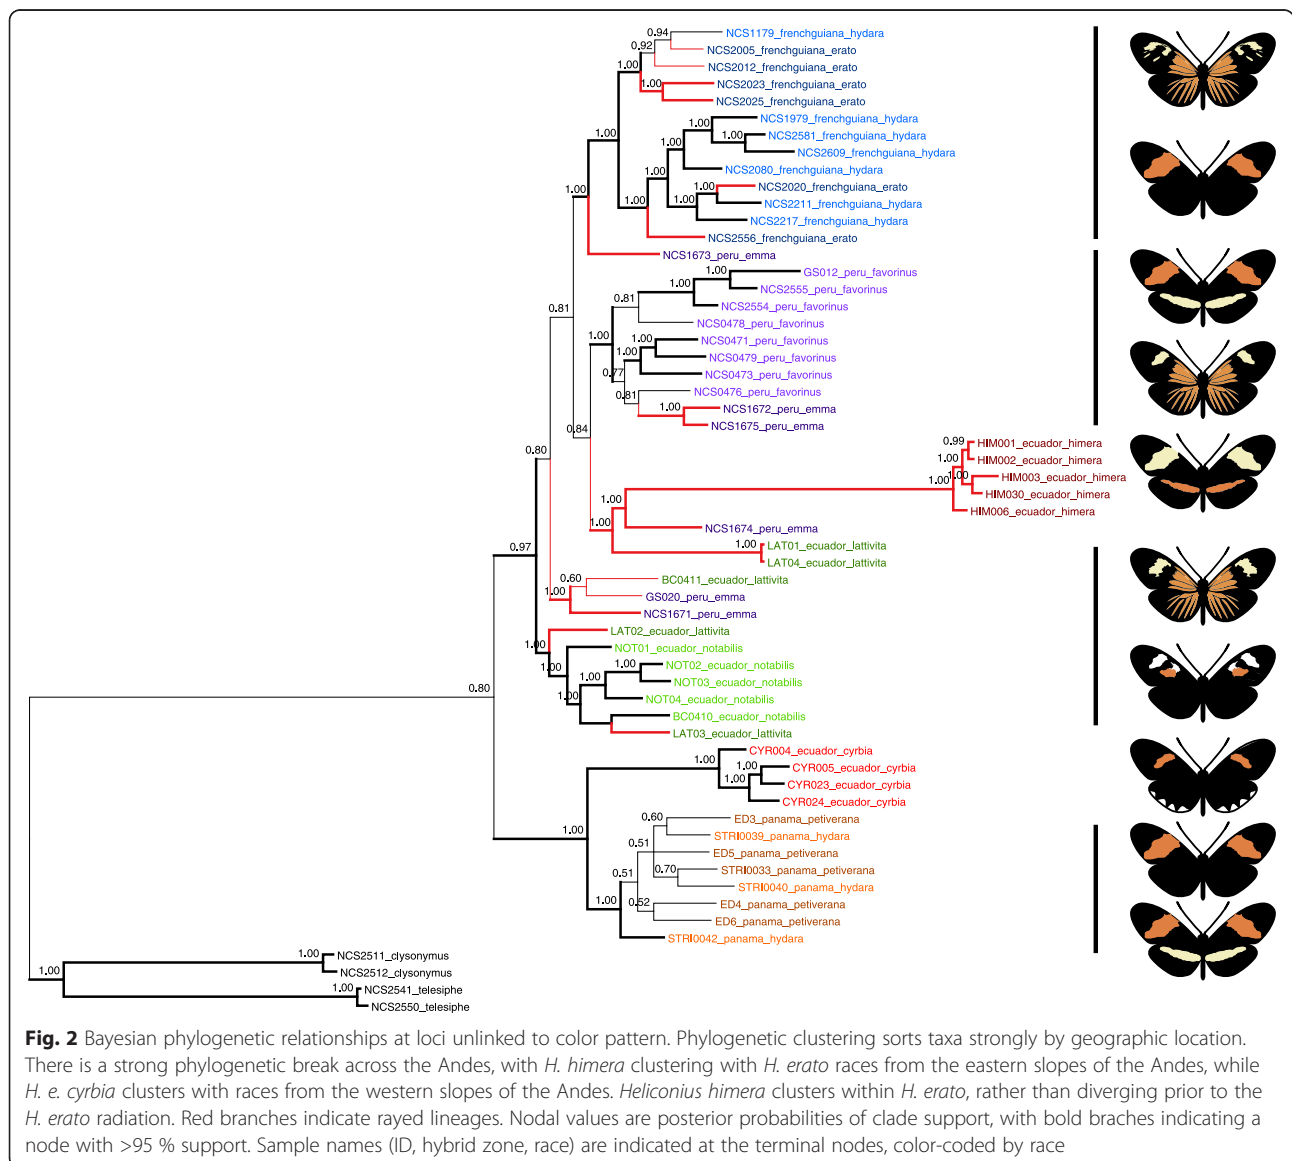 0.94
NCS1179_frenchguiana_hydara
0.92
NCS2005_frenchguiana_erato
NCS2012_frenchguiana_erato
1.00
1.00
NCS2023_frenchguiana_erato
NCS2025_frenchguiana_erato
1.00
1.00
NCS1979_frenchguiana_hydara
1.00
NCS2581_frenchguiana_hydara
NCS2609_frenchguiana_hydara
1.00
1.00
NCS2080_frenchguiana_hydara
1.00
1.00
NCS2020_frenchguiana_erato
1.00
NCS2211_frenchguiana_hydara
NCS2217_frenchguiana_hydara
1.00
NCS2556_frenchguiana_erato
NCS1673_peru_emma
1.00
GS012_peru_favorinus
1.00
NCS2555_peru_favorinus
0.81
NCS2554_peru_favorinus
0.81
NCS0478_peru_favorinus
1.00
1.00
NCS0471_peru_favorinus
1.00
NCS0479_peru_favorinus
0.77
NCS0473_peru_favorinus
0.81
NCS0476_peru_favorinus
1.00
NCS1672_peru_emma
NCS1675_peru_emma
0.84
0.99
HIM001_ecuador_himera
0.80
1.00
HIM002_ecuador_himera
1.00
1.00
HIM003_ecuador_himera
HIM030_ecuador_himera
HIM006_ecuador_himera
1.00
1.00
NCS1674_peru_emma
1.00
LAT01_ecuador_lattivita
LAT04_ecuador_lattivita
0.97
0.60
BC0411_ecuador_lattivita
1.00
GS020_peru_emma
NCS1671_peru_emma
LAT02_ecuador_lattivita
1.00
NOT01_ecuador_notabilis
1.00
1.00
NOT02_ecuador_notabilis
1.00
NOT03_ecuador_notabilis
0.80
1.00
NOT04_ecuador_notabilis
BC0410_ecuador_notabilis
LAT03_ecuador_lattivita
1.00
CYR004_ecuador_cyrbia
1.00
CYR005_ecuador_cyrbia
1.00
CYR023_ecuador_cyrbia
CYR024_ecuador_cyrbia
1.00
0.60
ED3_panama_petiverana
STRI0039_panama_hydara
0.51
ED5_panama_petiverana
0.51
0.70
STRI0033_panama_petiverana
STRI0040_panama_hydara
1.00
0.52
ED4_panama_petiverana
ED6_panama_petiverana
STRI0042_panama_hydara
1.00
NCS2511_clysonymus
1.00
NCS2512_clysonymus
1.00
NCS2541_telesiphe
NCS2550_telesiphe
Fig. 2 Bayesian phylogenetic relationships at loci unlinked to color pattern. Phylogenetic clustering sorts taxa strongly by geographic location.
There is a strong phylogenetic break across the Andes, with H. himera clustering with H. erato races from the eastern slopes of the Andes, while
H. e. cyrbia clusters with races from the western slopes of the Andes. Heliconius himera clusters within H. erato, rather than diverging prior to the
H. erato radiation. Red branches indicate rayed lineages. Nodal values are posterior probabilities of clade support, with bold braches indicating a
node with >95 % support. Sample names (ID, hybrid zone, race) are indicated at the terminal nodes, color-coded by race